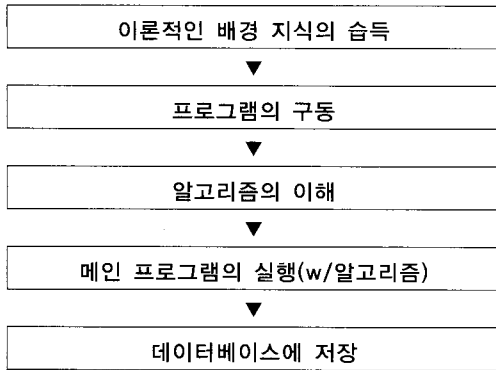 이론적인 배경 지식의 습득
▼
프로그램의 구동
▼
알고리즘의 이해
▼
메인 프로그램의 실행(w/알고리즘)
▼
데이터베이스에 저장